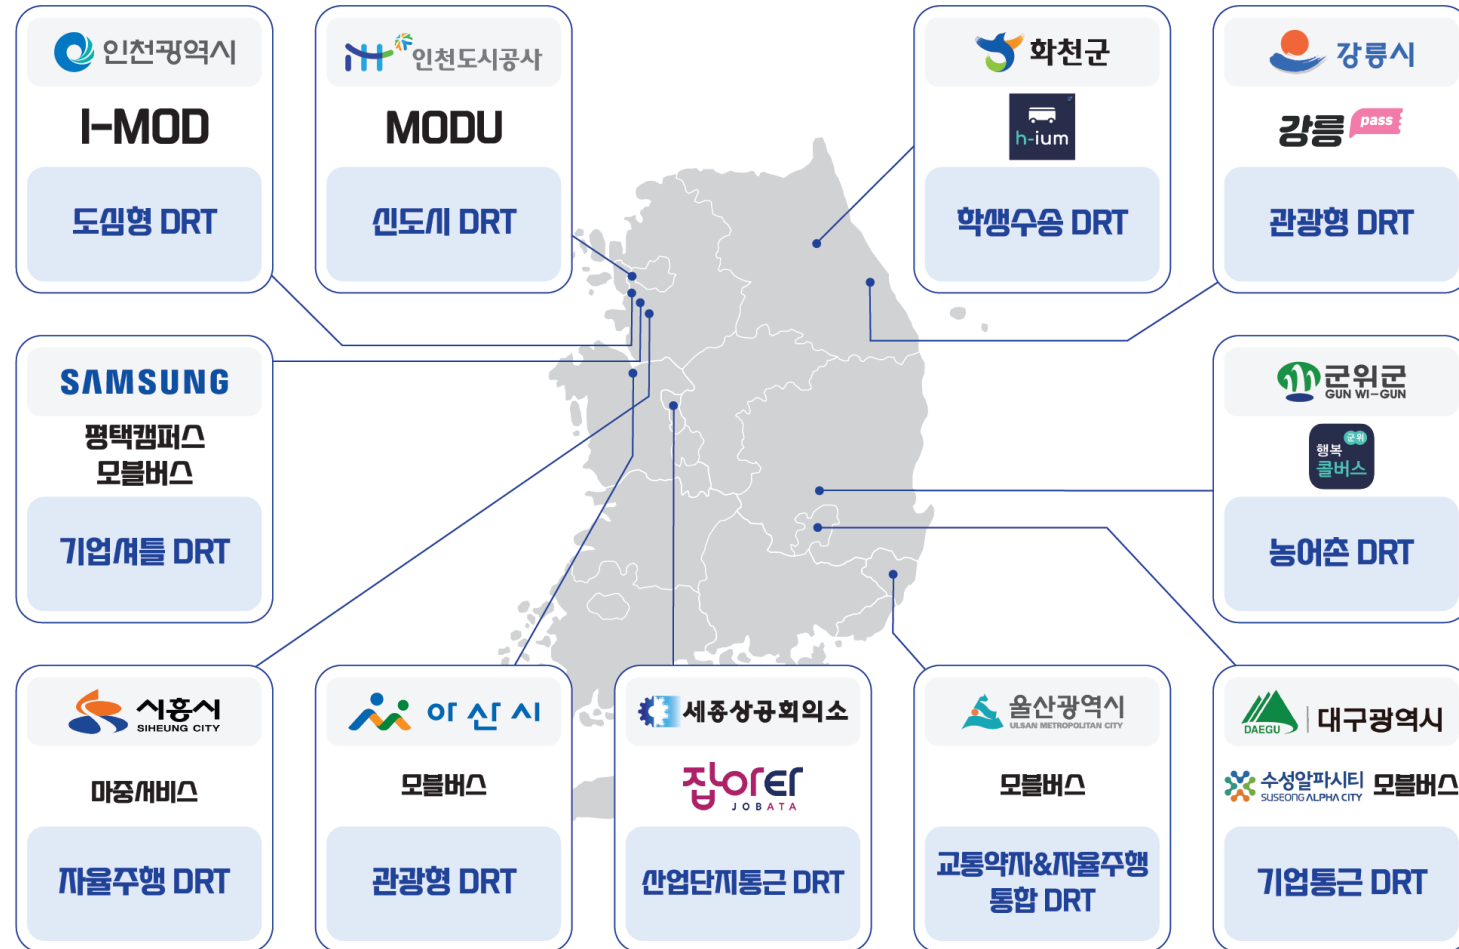 인천광역시
I-MOD
도심형 DRT
인천도시공사
MODU
신도시 DRT
화천군
h-ium
학생수송 DRT
강릉시
강릉 pass
관광형 DRT
SAMSUNG
평택캠퍼스
모블버스
기업셔틀 DRT
군위군
GUN WI-GUN
행복 군위
콜버스
농어촌 DRT
시흥시
SIHEUNG CITY
마중서비스
자율주행 DRT
아산시
모블버스
관광형 DRT
세종상공회의소
집아타
JOBATA
산업단지통근 DRT
울산광역시
ULSAN METROPOLITAN CITY
모블버스
교통약자&자율주행
통합 DRT
DAEGU
대구광역시
수성알파시티 모블버스
SUSEONG ALPHA CITY
기업통근 DRT